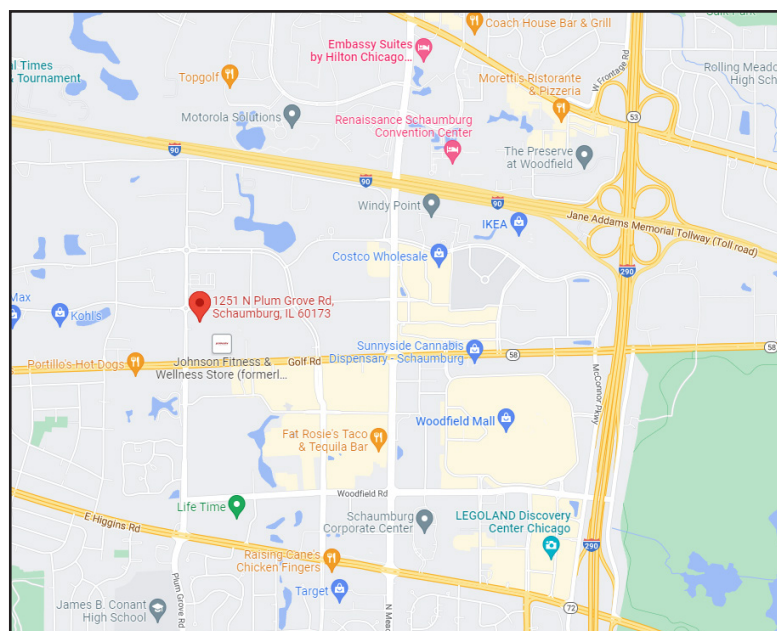 Coach House Bar & Grill
W Frontage Rd
Embassy Suites
by Hilton Chicago...
al Times
& Tournament
Topgolf
Rolling Meadow
High Scho
Moretti's Ristorante
& Pizzeria
Motorola Solutions
53
Renaissance Schaumburg
Convention Center
90
The Preserve
at Woodfield
90
Windy Point
90
IKEA
Jane Addams Memorial Tollway (Toll road)
Costco Wholesale
290
1251 N Plum Grove Rd,
Schaumburg, IL 60173
Max
Kohl's
Sunnyside Cannabis
Dispensary - Schaumburg
58
58
Portillo's Hot Dogs
Johnson Fitness &
Wellness Store (formerl...
Golf Rd
McConnor Pkwy
Woodfield Mall
Fat Rosie's Taco
& Tequila Bar
Woodfield Rd
Life Time
E Higgins Rd
Schaumburg
Corporate Center
LEGOLAND Discovery
Center Chicago
290
Raising Cane's
Chicken Fingers
Plum Grove Rd
Target
N Meac
James B. Conant
High School
72